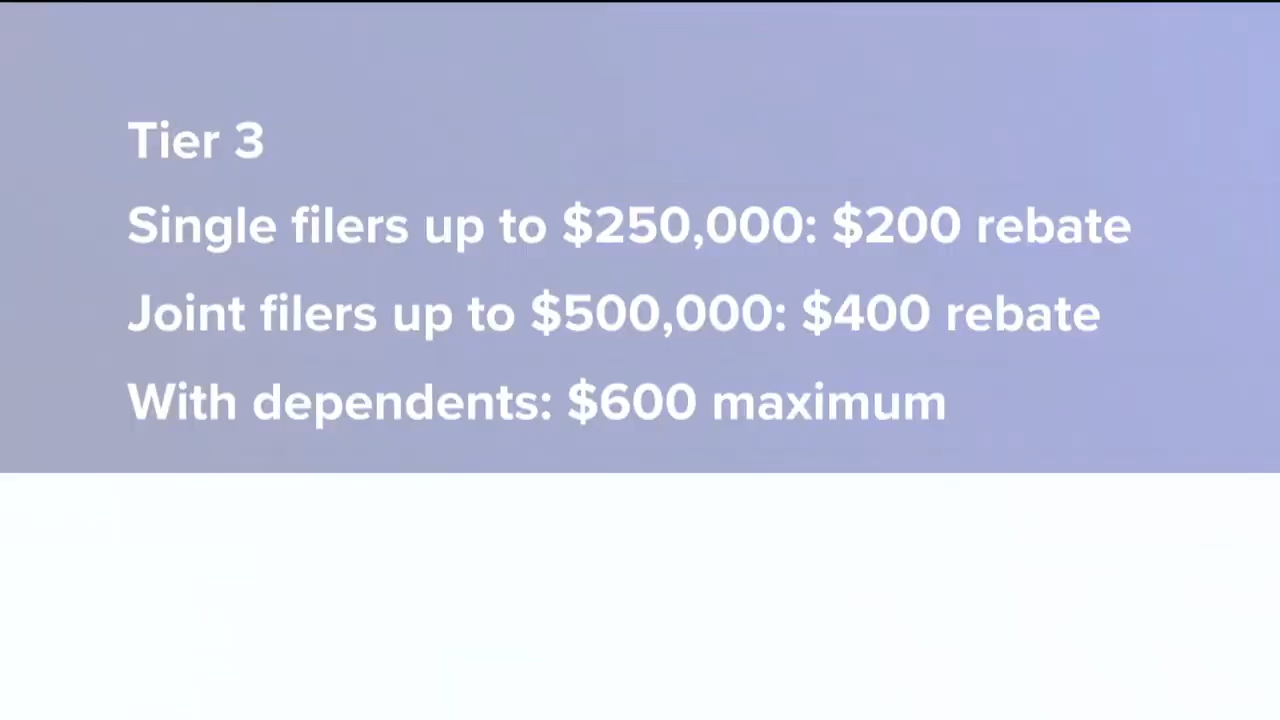 Tier 3
Single filers up to $250,000: $200 rebate
Joint filers up to $500,000: $400 rebate
With dependents: $600 maximum